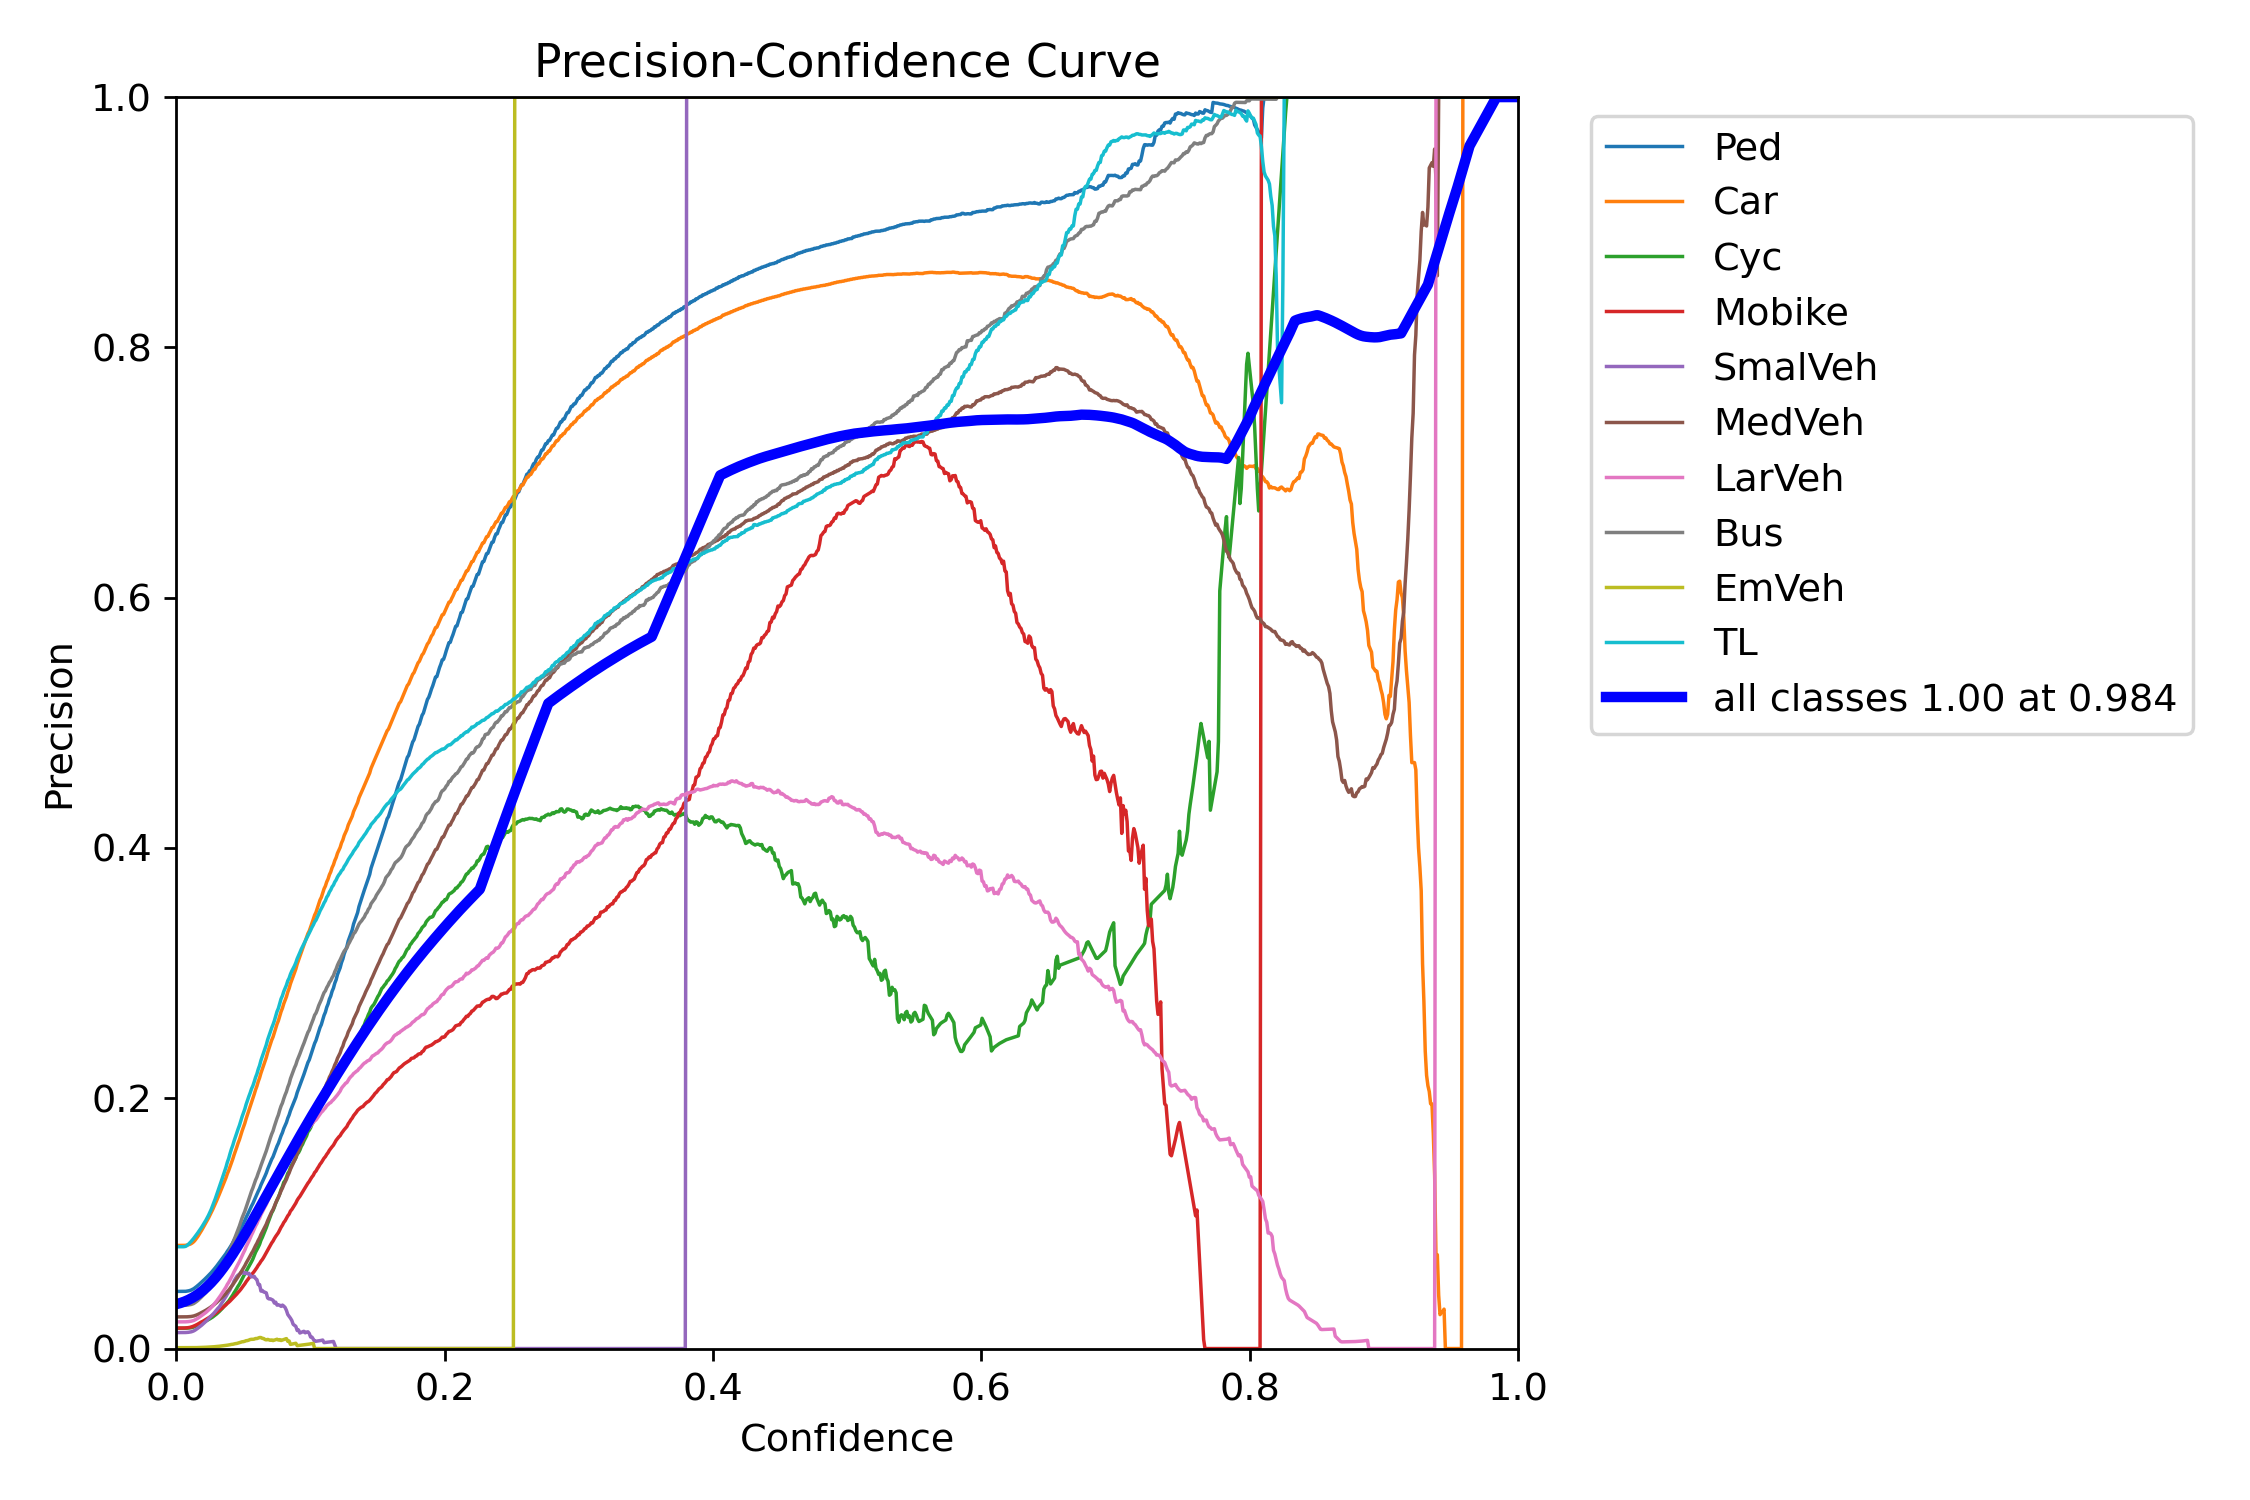 Precision-Confidence Curve
1.0
0.8
0.6
0.4
0.2
0.0
Precision
0.0 0.2 0.4 0.6 0.8 1.0
Confidence
Ped
Car
Cyc
Mobike
SmalVeh
MedVeh
LarVeh
Bus
EmVeh
TL
all classes 1.00 at 0.984